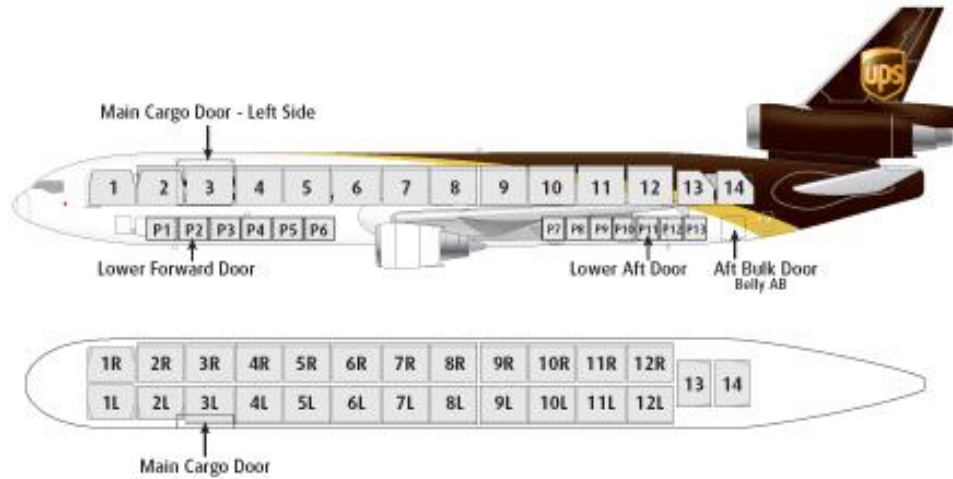 ups
Main Cargo Door - Left Side
1 2 3 4 5 6 7 8 9 10 11 12 13 14
P1 P2 P3 P4 P5 P6 P7 P8 P9 P10 P11 P12 P13
Lower Forward Door Lower Aft Door Aft Bulk Door
Belly AB
1R 2R 3R 4R 5R 6R 7R 8R 9R 10R 11R 12R
13 14
1L 2L 3L 4L 5L 6L 7L 8L 9L 10L 11L 12L
Main Cargo Door